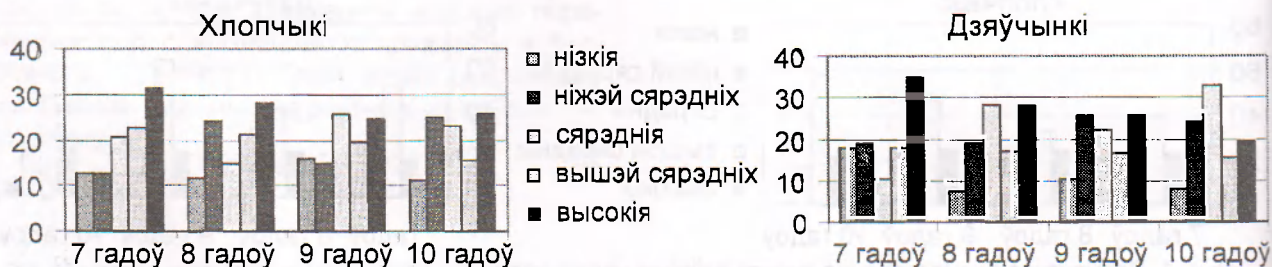 Хлопчыкі
40
30
20
10
0
7 гадоў 8 гадоў 9 гадоў 10 гадоў
нізкія
ніжэй сярэдніх
сярэднія
вышэй сярэдніх
высокія
Дзяўчынкі
40
30
20
10
0
7 гадоў 8 гадоў 9 гадоў 10 гадоў